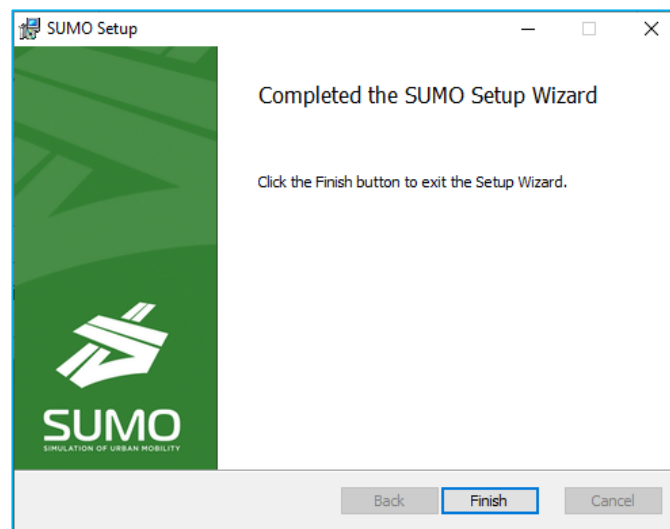 SUMO Setup
Completed the SUMO Setup Wizard
Click the Finish button to exit the Setup Wizard.
SUMO
SIMULATION OF URBAN MOBILITY
Back Finish Cancel